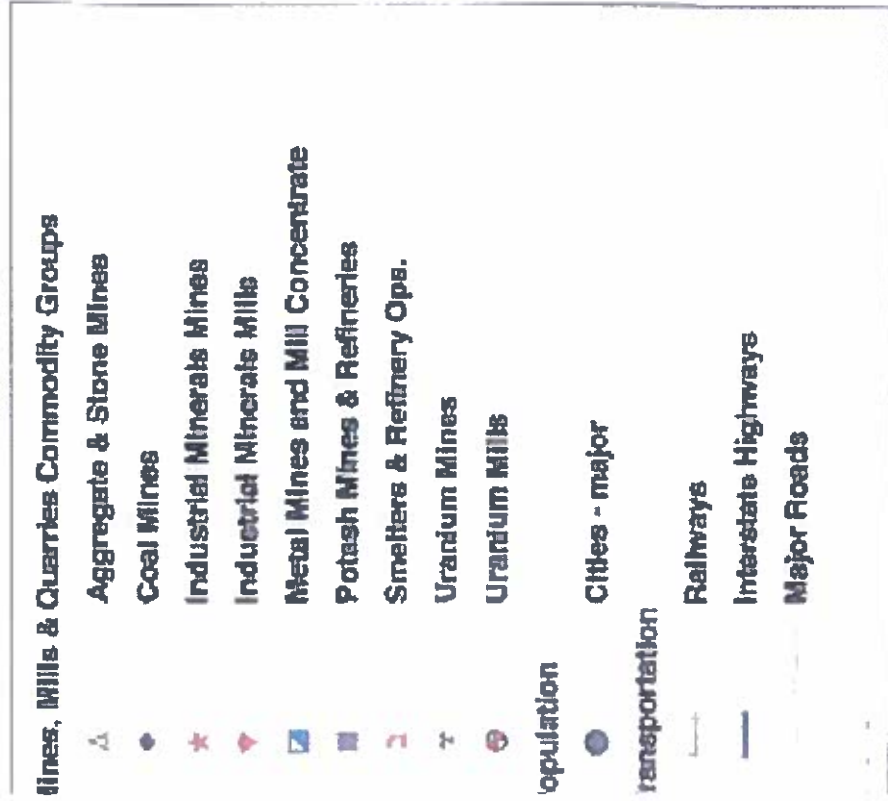 lines, Mills & Quarries Commodity Groups
Aggregate & Stone Mines
Coal Mines
Industrial Minerals Mines
Industrial Minerals Mills
Metal Mines and Mill Concentrate
Potash Mines & Refineries
Smelters & Refinery Ops.
Uranium Mines
Uranium Mills
opulation
Cities - major
ransportation
Railways
Interstate Highways
Major Roads